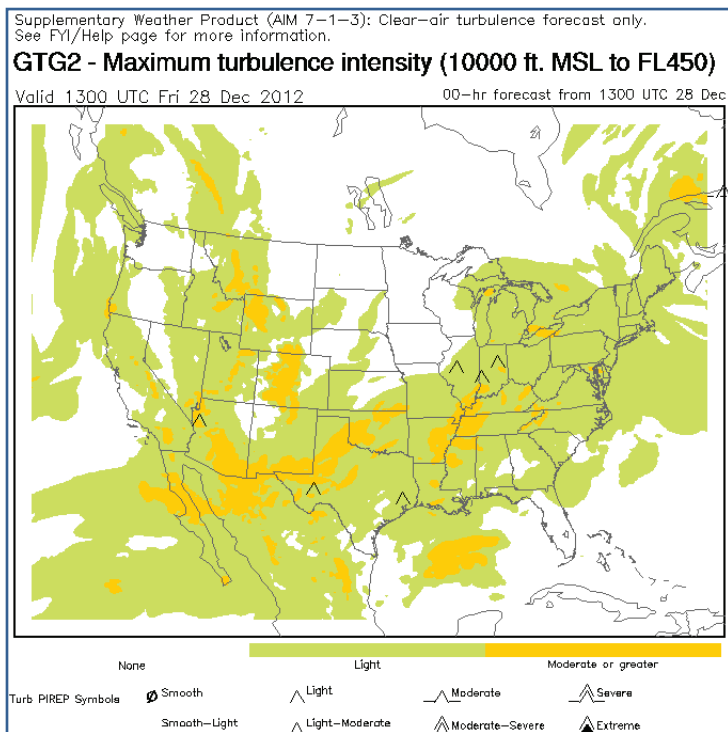 Supplementary Weather Product (AIM 7-1-3): Clear-air turbulence forecast only.
See FYI/Help page for more information.
GTG2 - Maximum turbulence intensity (10000 ft. MSL to FL450)
Valid 1300 UTC Fri 28 Dec 2012 00-hr forecast from 1300 UTC 28 Dec
None Light Moderate or greater
Turb PIREP Symbols Smooth Light Moderate Severe
Smooth-Light Light-Moderate Moderate-Severe Extreme